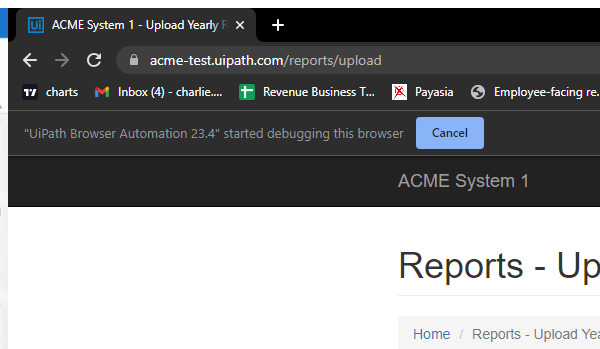 Ui ACME System 1 - Upload Yearly R
acme-test.uipath.com/reports/upload
charts Inbox (4) - charlie.... Revenue Business T... Payasia Employee-facing re.
"UiPath Browser Automation 23.4" started debugging this browser Cancel
ACME System 1
Reports - Up
Home / Reports - Upload Yea